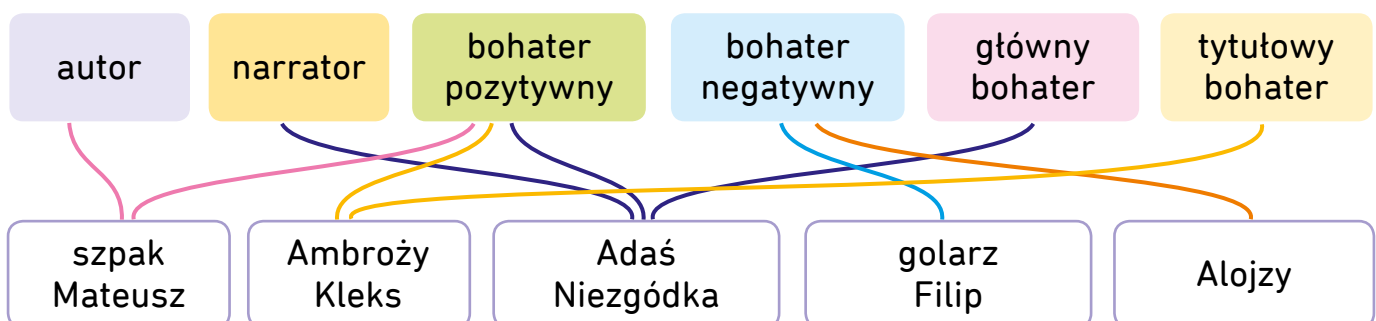 autor
narrator
bohater
pozytywny
bohater
negatywny
główny
bohater
tytułowy
bohater
szpak
Mateusz
Ambroży
Kleks
Adaś
Niezgódka
golarz
Filip
Alojzy